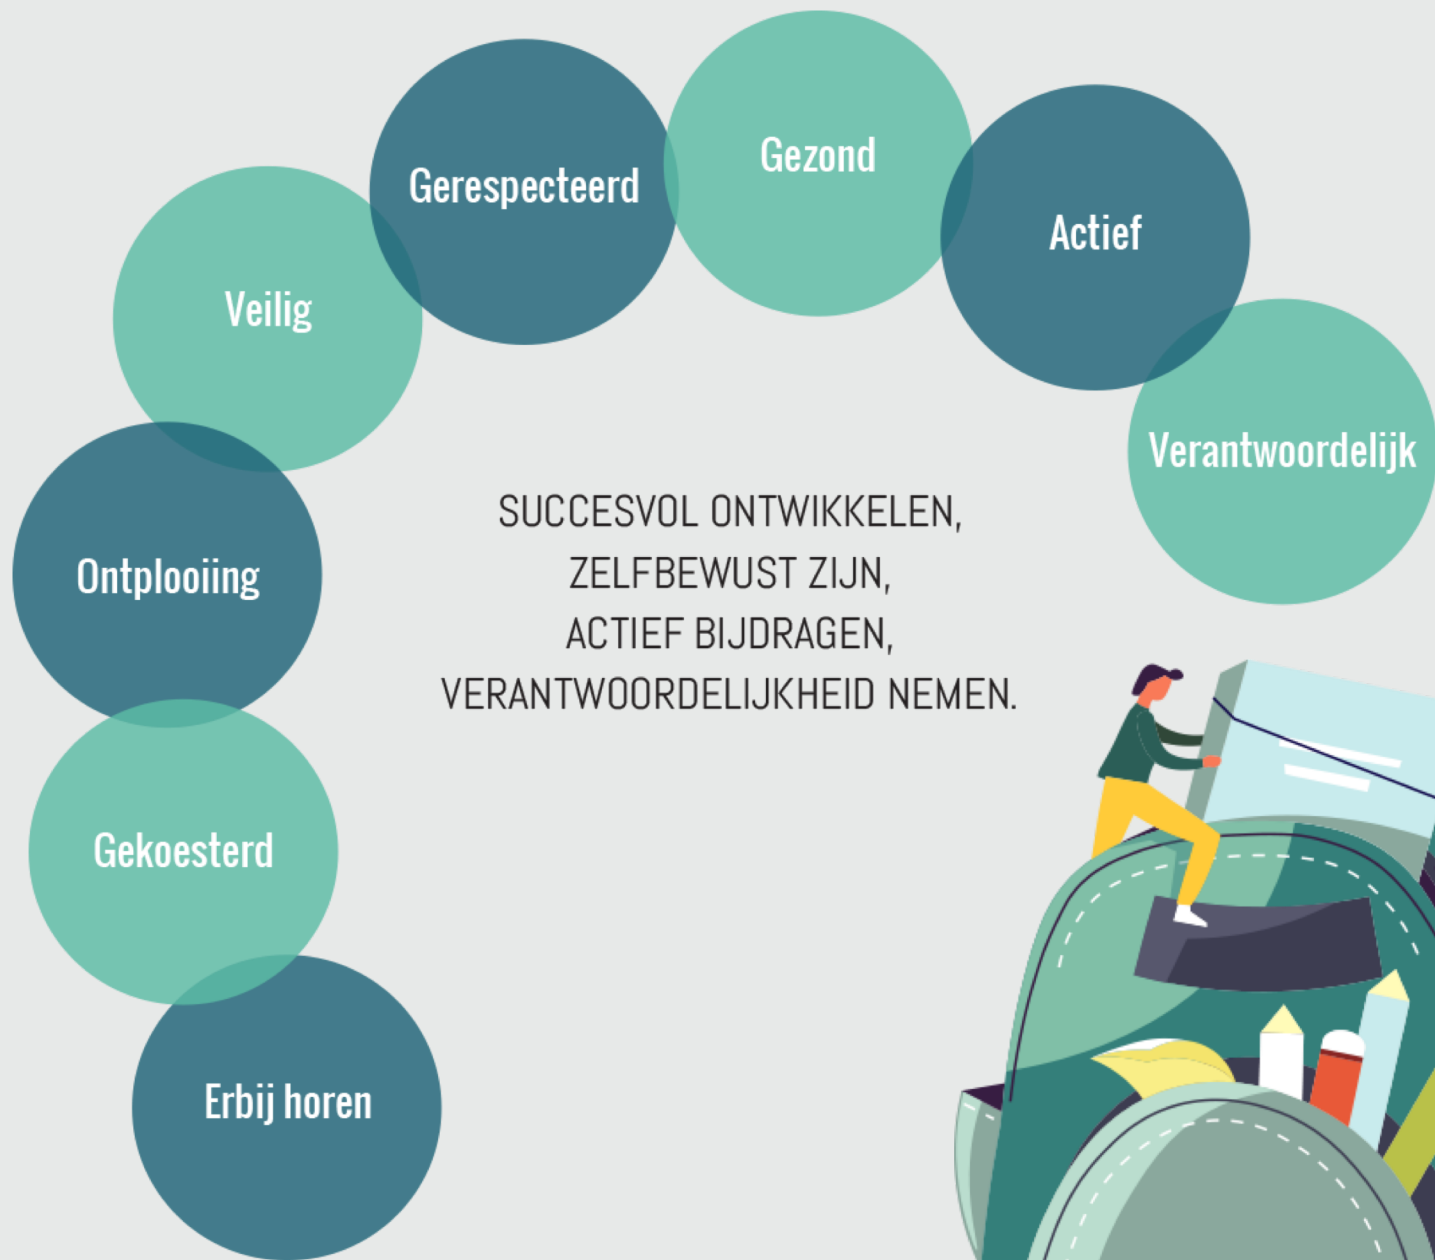 Gezond
Gerespecteerd
Actief
Veilig
Verantwoordelijk
SUCCESVOL ONTWIKKELEN,
ZELFBEWUST ZIJN,
ACTIEF BIJDRAGEN,
VERANTWOORDELIJKHEID NEMEN.
Ontplooiing
Gekoesterd
Erbij horen